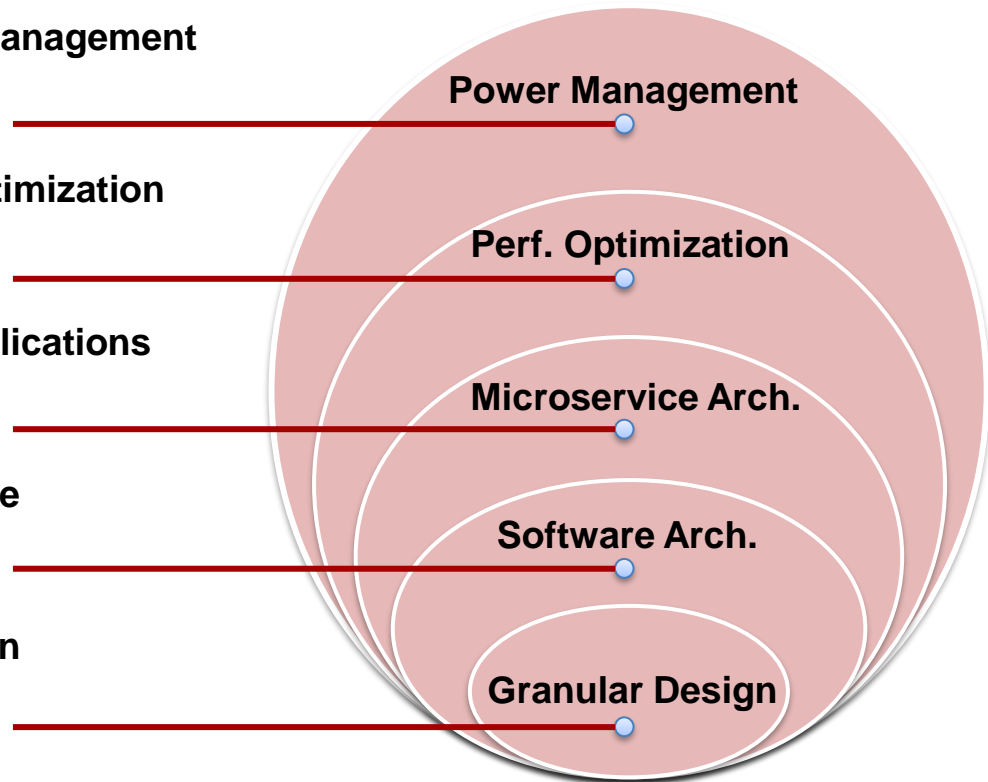 anagement
Power Management
timization
Perf. Optimization
lications
Microservice Arch.
e
Software Arch.
n
Granular Design